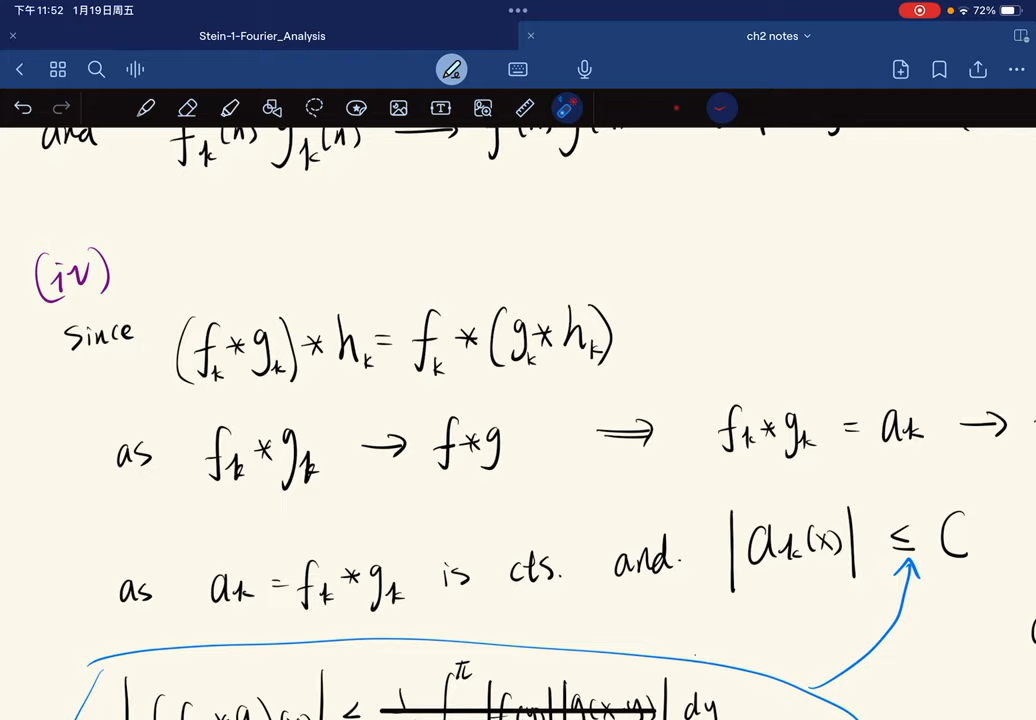 下午11:52 1月19日周五
72%
Stein-1-Fourier_Analysis
ch2 notes
and
(iv)
since (f_k * g_k) * h_k = f_k * (g_k * h_k)
as f_k * g_k → f * g ⟹ f_k * g_k = a_k →
as a_k = f_k * g_k is cts. and. |a_k(x)| ≤ C
π
dy